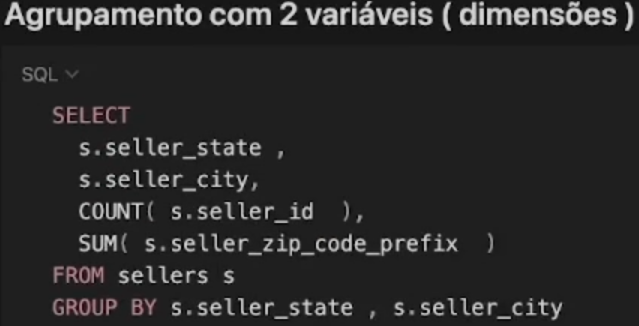 Agrupamento com 2 variáveis ( dimensões )
SQL
SELECT
s.seller_state ,
s.seller_city,
COUNT( s.seller_id  ),
SUM( s.seller_zip_code_prefix  )
FROM sellers s
GROUP BY s.seller_state , s.seller_city